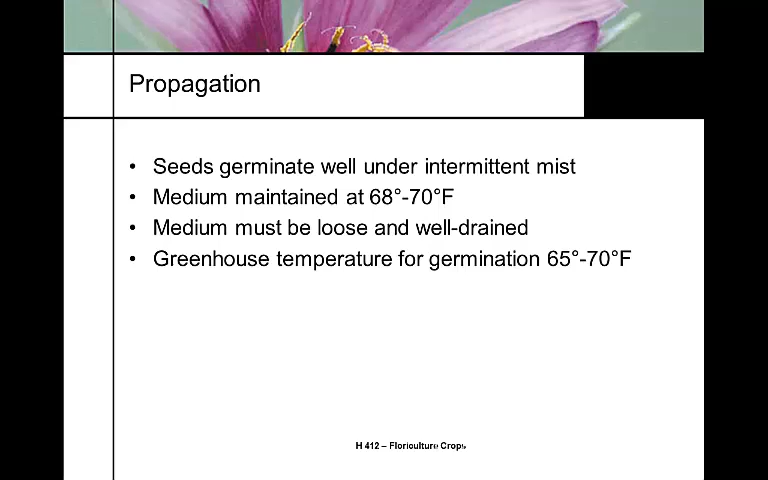 Propagation
• Seeds germinate well under intermittent mist
• Medium maintained at 68°-70°F
• Medium must be loose and well-drained
• Greenhouse temperature for germination 65°-70°F
H 412 – Floriculture Crops